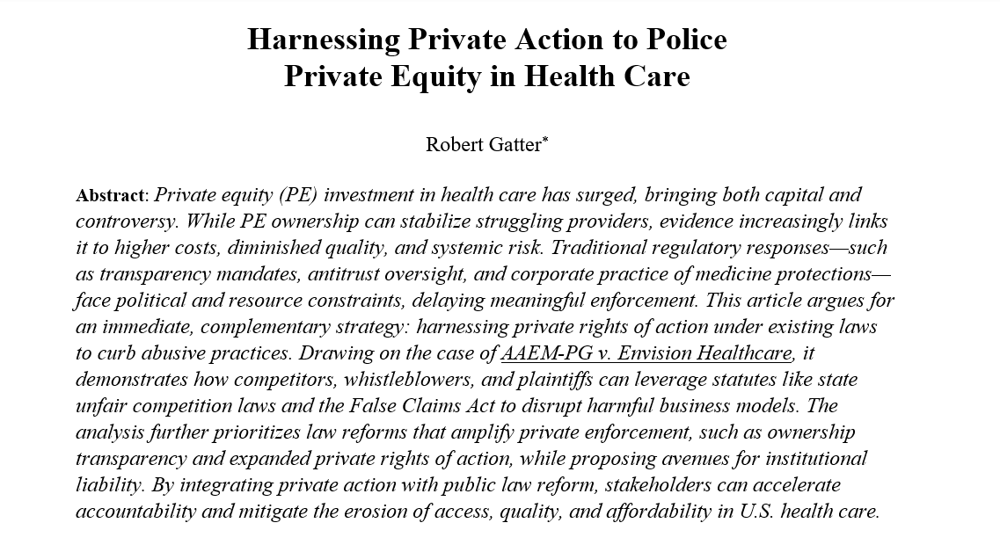 Harnessing Private Action to Police
Private Equity in Health Care
Robert Gatter*
Abstract: Private equity (PE) investment in health care has surged, bringing both capital and
controversy. While PE ownership can stabilize struggling providers, evidence increasingly links
it to higher costs, diminished quality, and systemic risk. Traditional regulatory responses—such
as transparency mandates, antitrust oversight, and corporate practice of medicine protections—
face political and resource constraints, delaying meaningful enforcement. This article argues for
an immediate, complementary strategy: harnessing private rights of action under existing laws
to curb abusive practices. Drawing on the case of AAEM-PG v. Envision Healthcare, it
demonstrates how competitors, whistleblowers, and plaintiffs can leverage statutes like state
unfair competition laws and the False Claims Act to disrupt harmful business models. The
analysis further prioritizes law reforms that amplify private enforcement, such as ownership
transparency and expanded private rights of action, while proposing avenues for institutional
liability. By integrating private action with public law reform, stakeholders can accelerate
accountability and mitigate the erosion of access, quality, and affordability in U.S. health care.